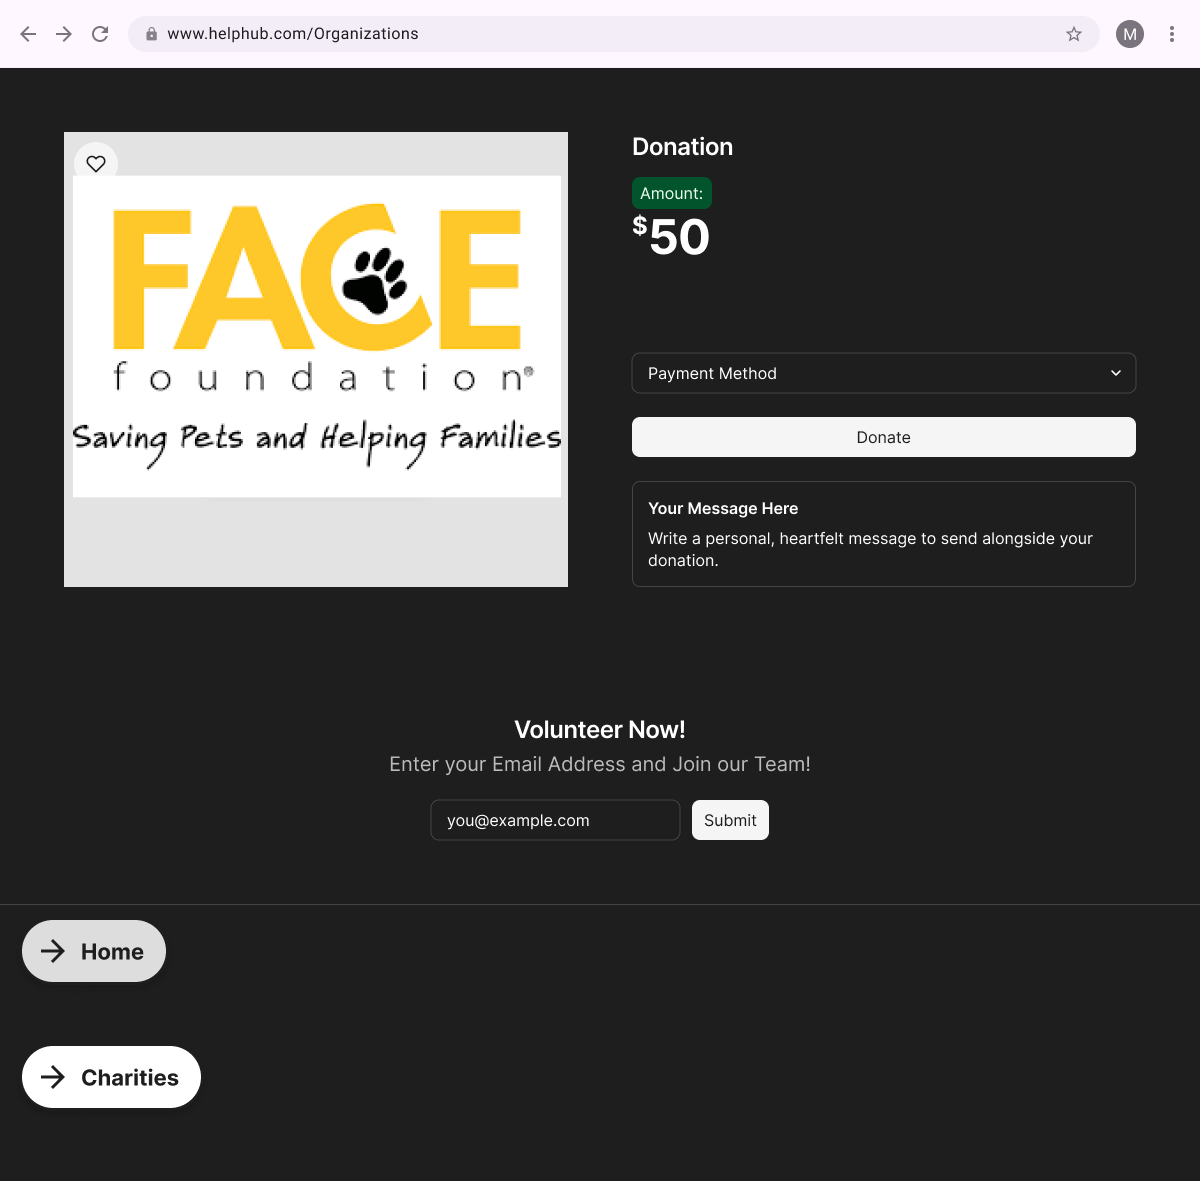 www.helphub.com/Organizations
M
FACE
foundation®
Saving Pets and Helping Families
Donation
Amount:
$50
Payment Method
Donate
Your Message Here
Write a personal, heartfelt message to send alongside your
donation.
Volunteer Now!
Enter your Email Address and Join our Team!
you@example.com
Submit
Home
Charities